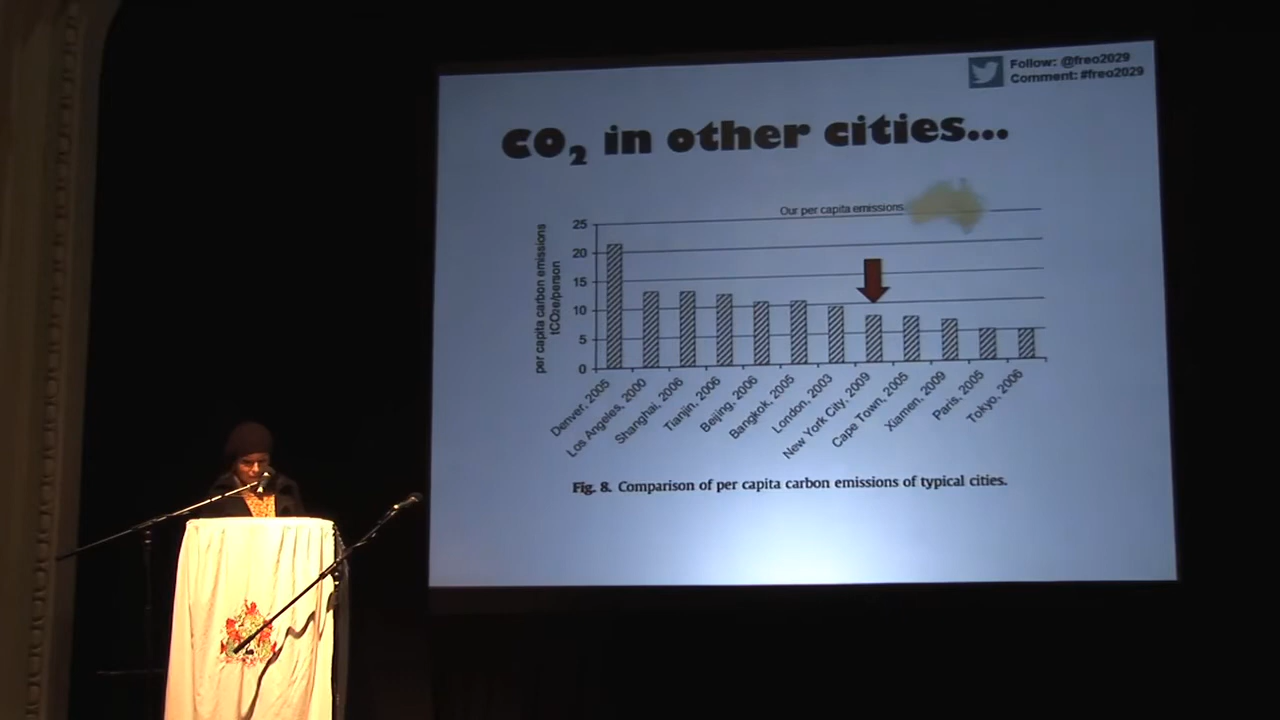 Follow: @freo2029
Comment: #freo2029
CO2 in other cities...
Our per capita emissions
per capita carbon emissions
tCO2e/person
25
20
15
10
5
0
Denver, 2005
Los Angeles, 2000
Shanghai, 2006
Tianjin, 2006
Beijing, 2006
Bangkok, 2005
London, 2003
New York City, 2009
Cape Town, 2005
Xiamen, 2009
Paris, 2005
Tokyo, 2006
Fig. 8. Comparison of per capita carbon emissions of typical cities.